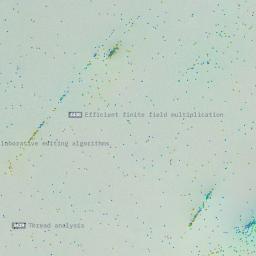 Efficient finite field multiplication
laborative editing algorithms
Thread analysis